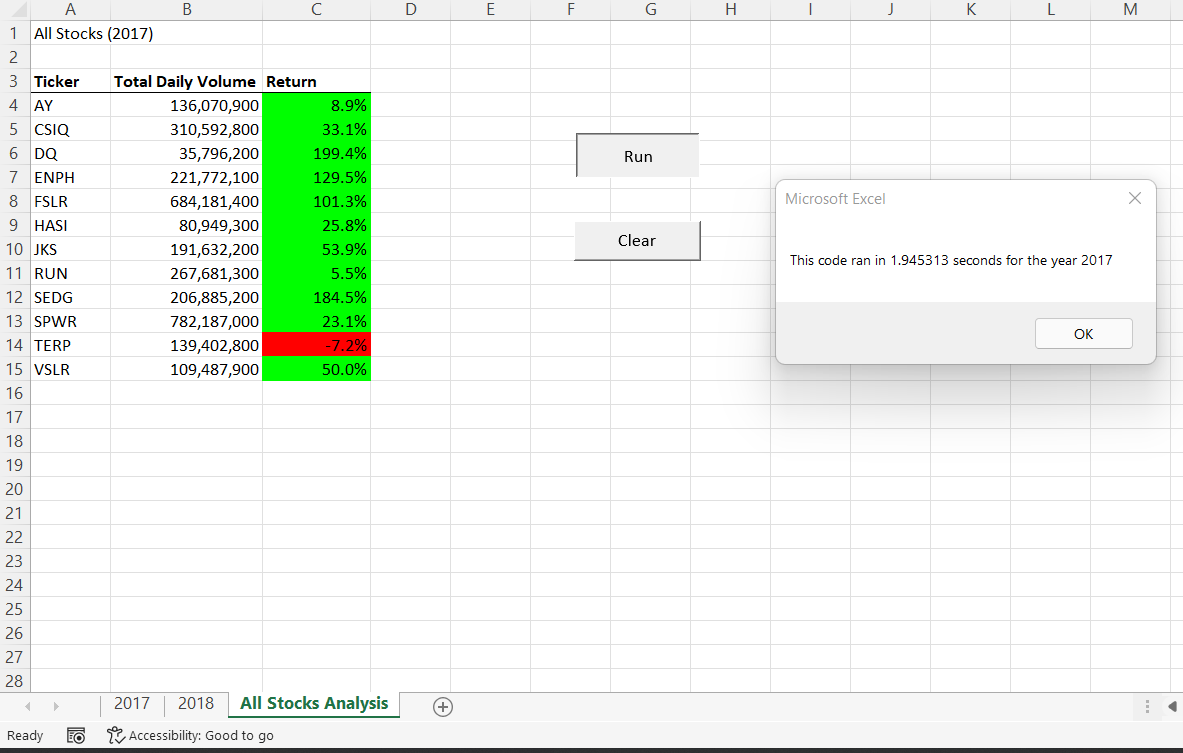 A B C D E F G H I J K L M
1 All Stocks (2017)
2
3 Ticker Total Daily Volume Return
4 AY 136,070,900 8.9%
5 CSIQ 310,592,800 33.1%
6 DQ 35,796,200 199.4%
7 ENPH 221,772,100 129.5%
8 FSLR 684,181,400 101.3%
9 HASI 80,949,300 25.8%
10 JKS 191,632,200 53.9%
11 RUN 267,681,300 5.5%
12 SEDG 206,885,200 184.5%
13 SPWR 782,187,000 23.1%
14 TERP 139,402,800 -7.2%
15 VSLR 109,487,900 50.0%
16
17
18
19
20
21
22
23
24
25
26
27
28
Run
Clear
Microsoft Excel
This code ran in 1.945313 seconds for the year 2017
OK
2017 2018 All Stocks Analysis
Ready Accessibility: Good to go